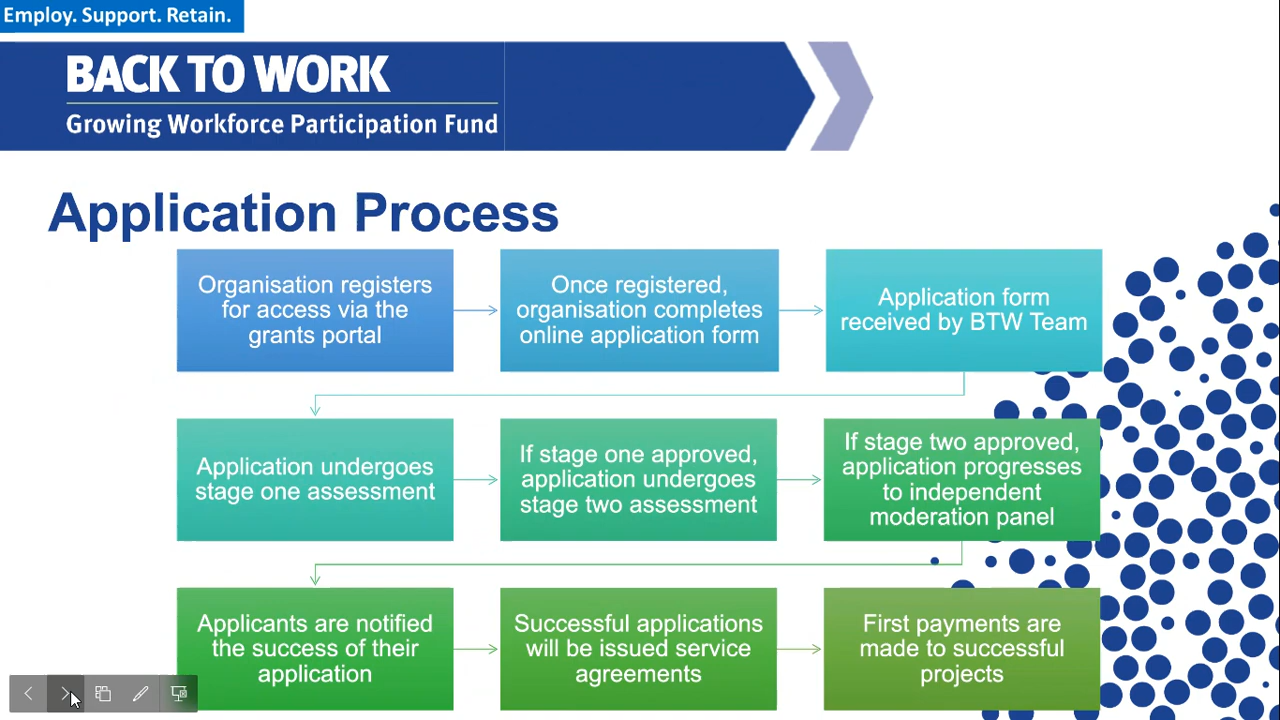 Employ. Support. Retain.
BACK TO WORK
Growing Workforce Participation Fund
Application Process
Organisation registers
for access via the
grants portal
Once registered,
organisation completes
online application form
Application form
received by BTW Team
Application undergoes
stage one assessment
If stage one approved,
application undergoes
stage two assessment
If stage two approved,
application progresses
to independent
moderation panel
Applicants are notified
the success of their
application
Successful applications
will be issued service
agreements
First payments are
made to successful
projects